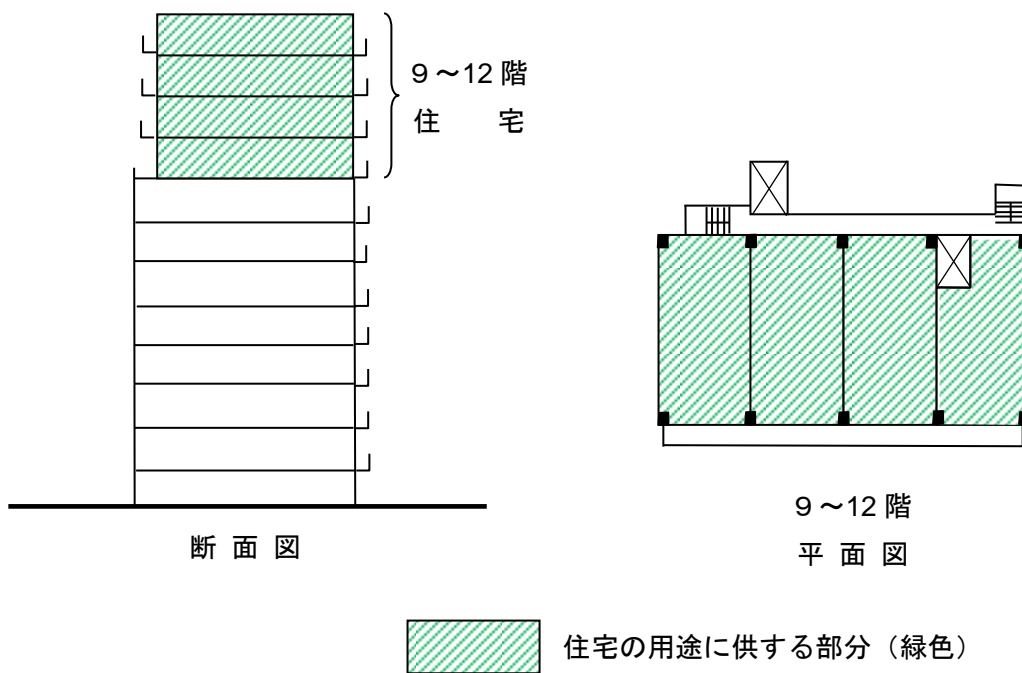 9～12 階
住 宅
断 面 図
9～12 階
平 面 図
住宅の用途に供する部分（緑色）